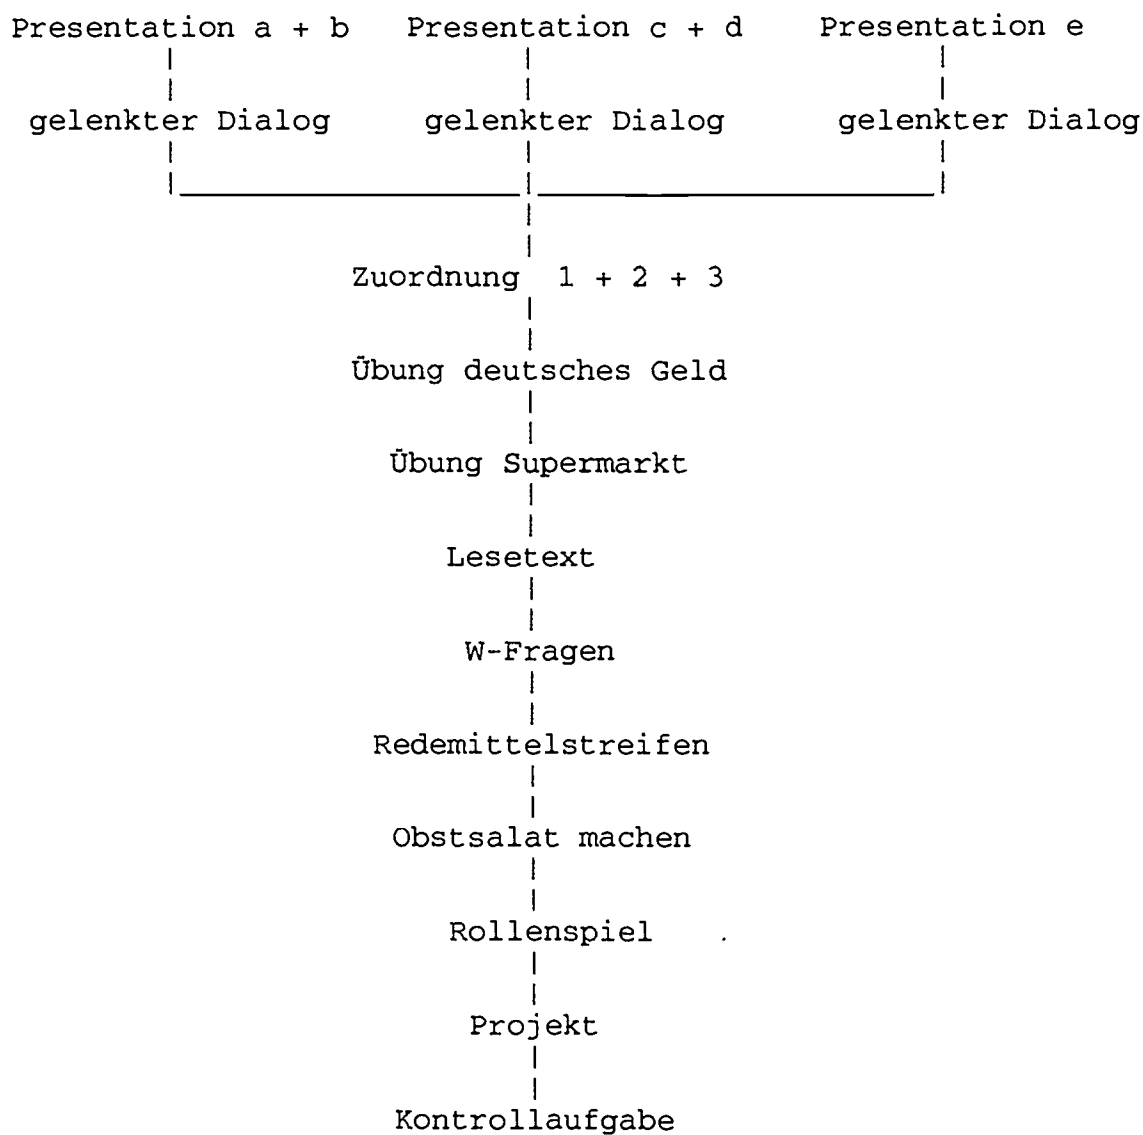 Presentation a + b Presentation c + d Presentation e
gelenkter Dialog gelenkter Dialog gelenkter Dialog
Zuordnung 1 + 2 + 3
Übung deutsches Geld
Übung Supermarkt
Lesetext
W-Fragen
Redemittelstreifen
Obstsalat machen
Rollenspiel
Projekt
Kontrollaufgabe